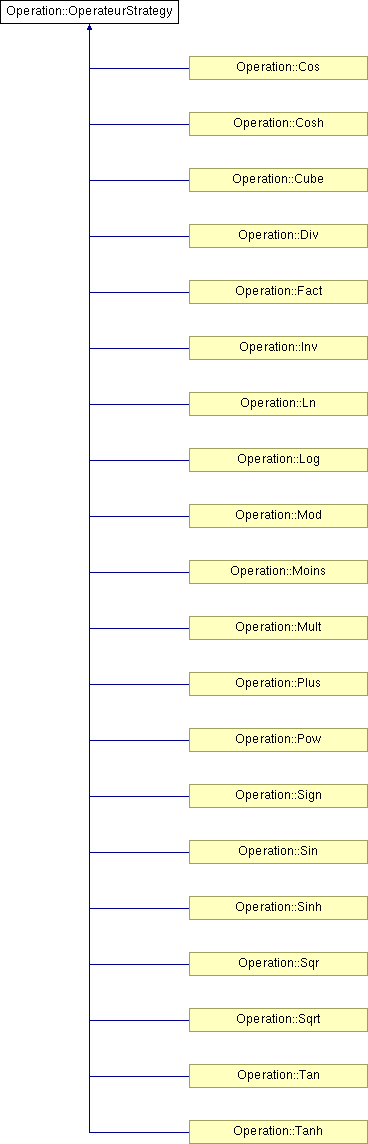 Operation::OperateurStrategy
Operation::Cos
Operation::Cosh
Operation::Cube
Operation::Div
Operation::Fact
Operation::Inv
Operation::Ln
Operation::Log
Operation::Mod
Operation::Moins
Operation::Mult
Operation::Plus
Operation::Pow
Operation::Sign
Operation::Sin
Operation::Sinh
Operation::Sqr
Operation::Sqrt
Operation::Tan
Operation::Tanh